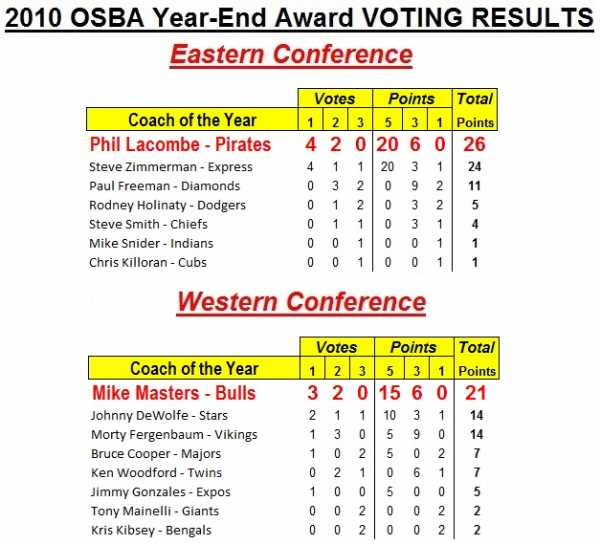 2010 OSBA Year-End Award VOTING RESULTS
Eastern Conference
Votes Points Total
Coach of the Year 1 2 3 5 3 1 Points
Phil Lacombe - Pirates 4 2 0 20 6 0 26
Steve Zimmerman - Express 4 1 1 20 3 1 24
Paul Freeman - Diamonds 0 3 2 0 9 2 11
Rodney Holinaty - Dodgers 0 1 2 0 3 2 5
Steve Smith - Chiefs 0 1 1 0 3 1 4
Mike Snider - Indians 0 0 1 0 0 1 1
Chris Killoran - Cubs 0 0 1 0 0 1 1
Western Conference
Votes Points Total
Coach of the Year 1 2 3 5 3 1 Points
Mike Masters - Bulls 3 2 0 15 6 0 21
Johnny DeWolfe - Stars 2 1 1 10 3 1 14
Morty Fergenbaum - Vikings 1 3 0 5 9 0 14
Bruce Cooper - Majors 1 0 2 5 0 2 7
Ken Woodford - Twins 0 2 1 0 6 1 7
Jimmy Gonzales - Expos 1 0 0 5 0 0 5
Tony Mainelli - Giants 0 0 2 0 0 2 2
Kris Kibsey - Bengals 0 0 2 0 0 2 2